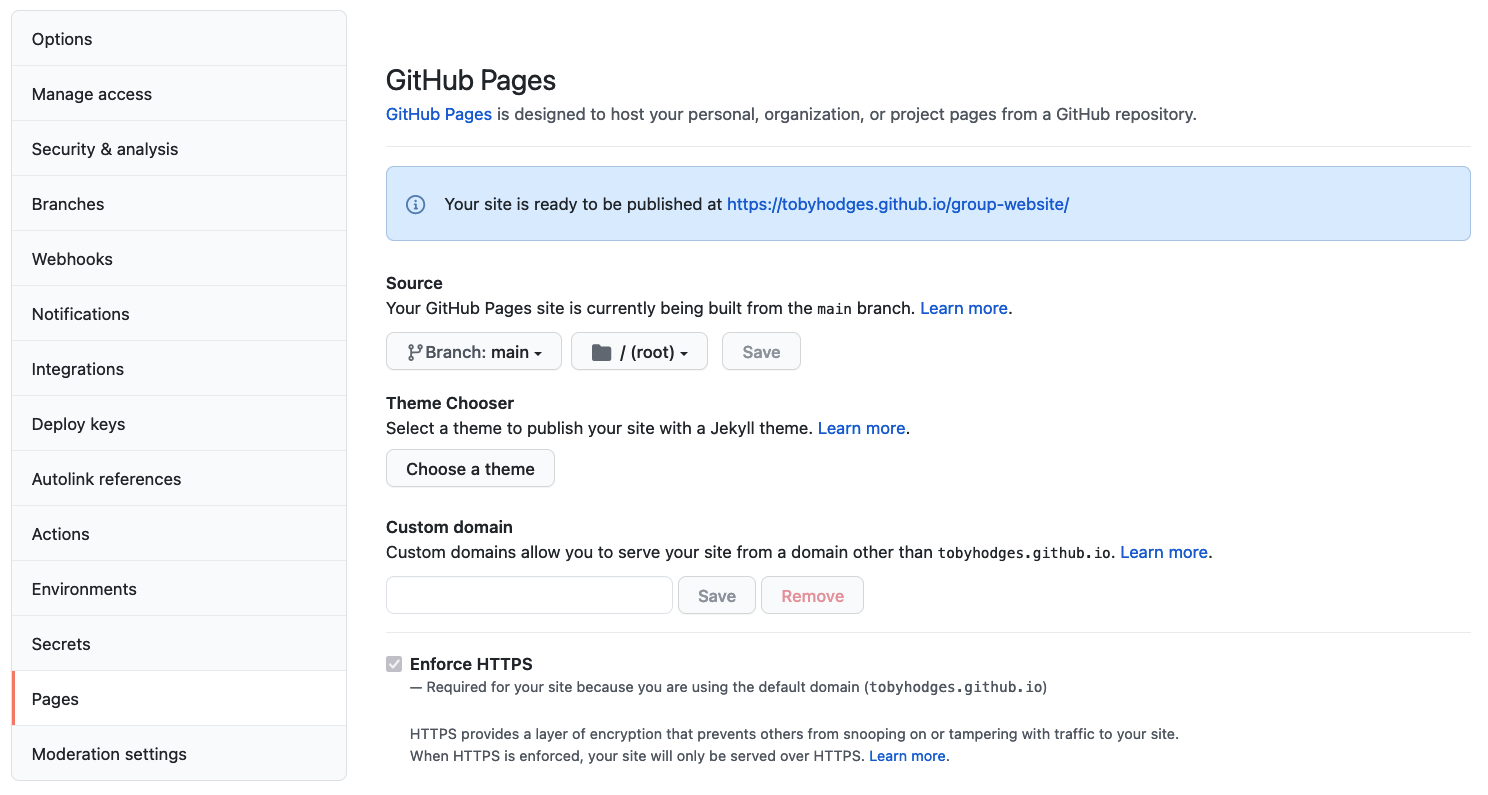 Options
Manage access
Security & analysis
Branches
Webhooks
Notifications
Integrations
Deploy keys
Autolink references
Actions
Environments
Secrets
Pages
Moderation settings
GitHub Pages
GitHub Pages is designed to host your personal, organization, or project pages from a GitHub repository.
Your site is ready to be published at https://tobyhodges.github.io/group-website/
Source
Your GitHub Pages site is currently being built from the main branch. Learn more.
Branch: main / (root) Save
Theme Chooser
Select a theme to publish your site with a Jekyll theme. Learn more.
Choose a theme
Custom domain
Custom domains allow you to serve your site from a domain other than tobyhodges.github.io. Learn more.
Save Remove
Enforce HTTPS
— Required for your site because you are using the default domain (tobyhodges.github.io)
HTTPS provides a layer of encryption that prevents others from snooping on or tampering with traffic to your site.
When HTTPS is enforced, your site will only be served over HTTPS. Learn more.